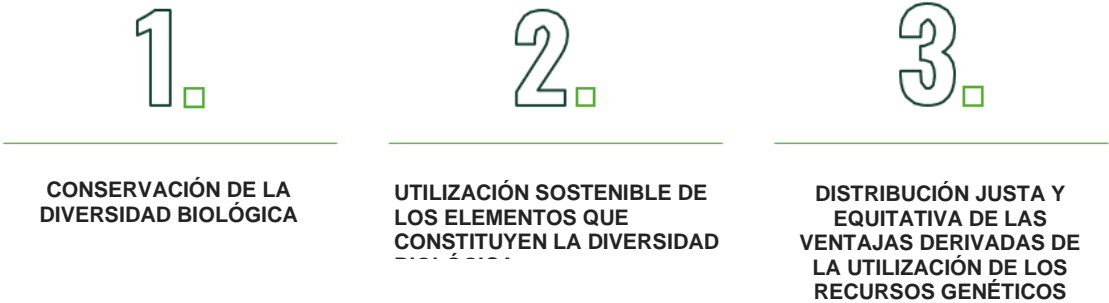 1.
2.
3.
CONSERVACIÓN DE LA
DIVERSIDAD BIOLÓGICA
UTILIZACIÓN SOSTENIBLE DE
LOS ELEMENTOS QUE
CONSTITUYEN LA DIVERSIDAD
DISTRIBUCIÓN JUSTA Y
EQUITATIVA DE LAS
VENTAJAS DERIVADAS DE
LA UTILIZACIÓN DE LOS
RECURSOS GENÉTICOS